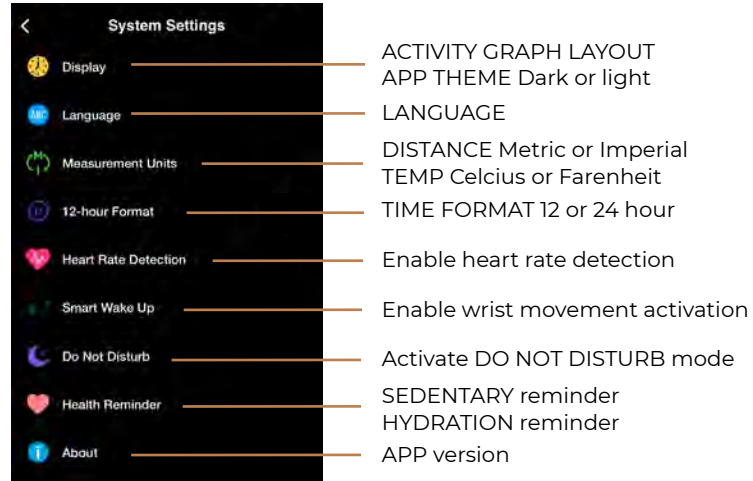 System Settings
Display
ACTIVITY GRAPH LAYOUT
APP THEME Dark or light
ABC
Language
LANGUAGE
M
Measurement Units
DISTANCE Metric or Imperial
TEMP Celcius or Farenheit
12-hour Format
TIME FORMAT 12 or 24 hour
Heart Rate Detection
Enable heart rate detection
Smart Wake Up
Enable wrist movement activation
Do Not Disturb
Activate DO NOT DISTURB mode
Health Reminder
SEDENTARY reminder
HYDRATION reminder
i
About
APP version